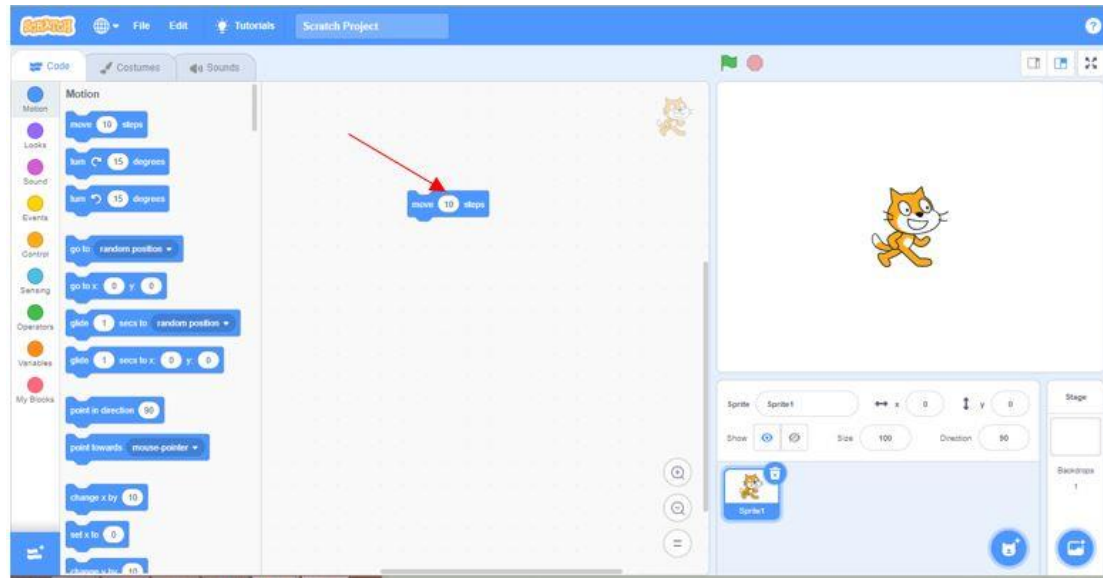 SCRATCH File Edit Tutorials Scratch Project ?
Code Costumes Sounds
Motion
Looks
Sound
Events
Control
Sensing
Operators
Variables
My Blocks
Motion
move 10 steps
turn 15 degrees
turn 15 degrees
go to random position
go to x: 0 y: 0
glide 1 secs to random position
glide 1 secs to x: 0 y: 0
point in direction 90
point towards mouse-pointer
change x by 10
set x to 0
change y by 10
move 10 steps
Sprite Sprite1 x 0 y 0
Show Size 100 Direction 90
Sprite1
Stage
Backdrops
1